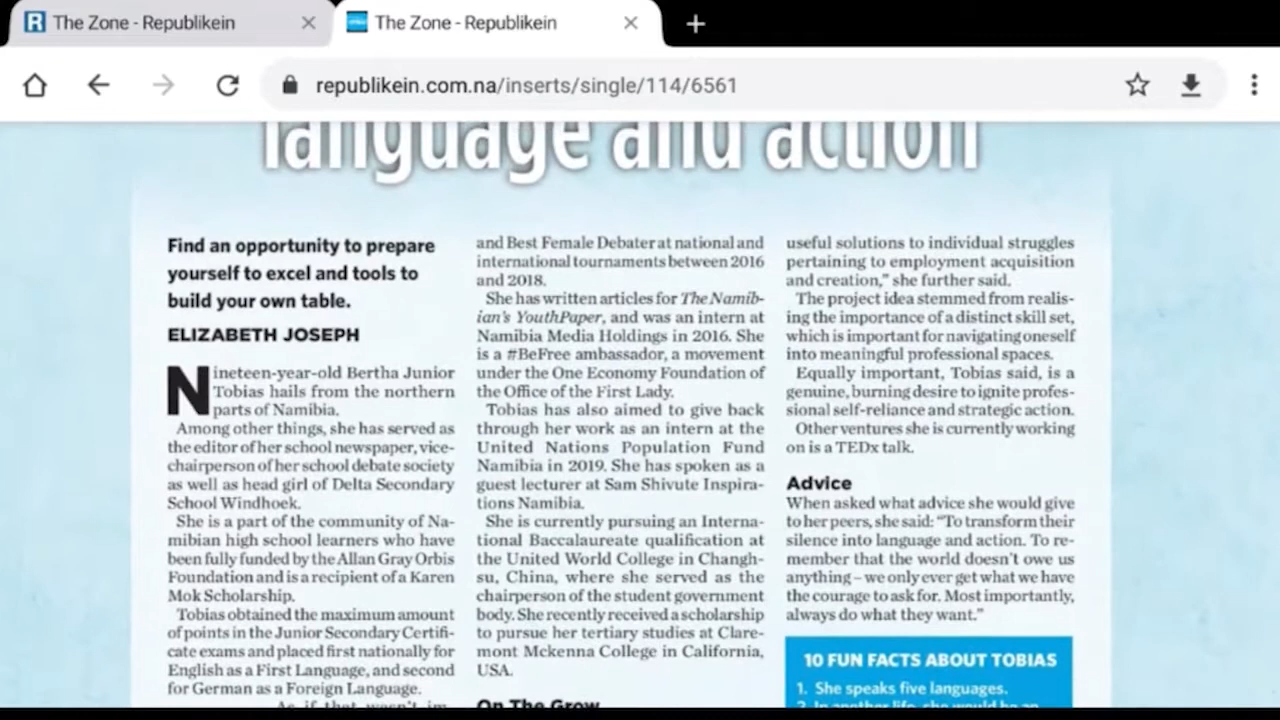 The Zone - Republikein
The Zone - Republikein
republikein.com.na/inserts/single/114/6561
language and action
Find an opportunity to prepare
yourself to excel and tools to
build your own table.
ELIZABETH JOSEPH
Nineteen-year-old Bertha Junior
Tobias hails from the northern
parts of Namibia.
Among other things, she has served as
the editor of her school newspaper, vice-
chairperson of her school debate society
as well as head girl of Delta Secondary
School Windhoek.
She is a part of the community of Na-
mibian high school learners who have
been fully funded by the Allan Gray Orbis
Foundation and is a recipient of a Karen
Mok Scholarship.
Tobias obtained the maximum amount
of points in the Junior Secondary Certifi-
cate exams and placed first nationally for
English as a First Language, and second
for German as a Foreign Language.
As if that wasn't im-
and Best Female Debater at national and
international tournaments between 2016
and 2018.
She has written articles for The Namib-
ian's YouthPaper, and was an intern at
Namibia Media Holdings in 2016. She
is a #BeFree ambassador, a movement
under the One Economy Foundation of
the Office of the First Lady.
Tobias has also aimed to give back
through her work as an intern at the
United Nations Population Fund
Namibia in 2019. She has spoken as a
guest lecturer at Sam Shivute Inspira-
tions Namibia.
She is currently pursuing an Interna-
tional Baccalaureate qualification at
the United World College in Changh-
su, China, where she served as the
chairperson of the student government
body. She recently received a scholarship
to pursue her tertiary studies at Clare-
mont Mckenna College in California,
USA.
On The Grow
useful solutions to individual struggles
pertaining to employment acquisition
and creation,” she further said.
The project idea stemmed from realis-
ing the importance of a distinct skill set,
which is important for navigating oneself
into meaningful professional spaces.
Equally important, Tobias said, is a
genuine, burning desire to ignite profes-
sional self-reliance and strategic action.
Other ventures she is currently working
on is a TEDx talk.
Advice
When asked what advice she would give
to her peers, she said: “To transform their
silence into language and action. To re-
member that the world doesn't owe us
anything – we only ever get what we have
the courage to ask for. Most importantly,
always do what they want.”
10 FUN FACTS ABOUT TOBIAS
1. She speaks five languages.
2. In another life, she would be an